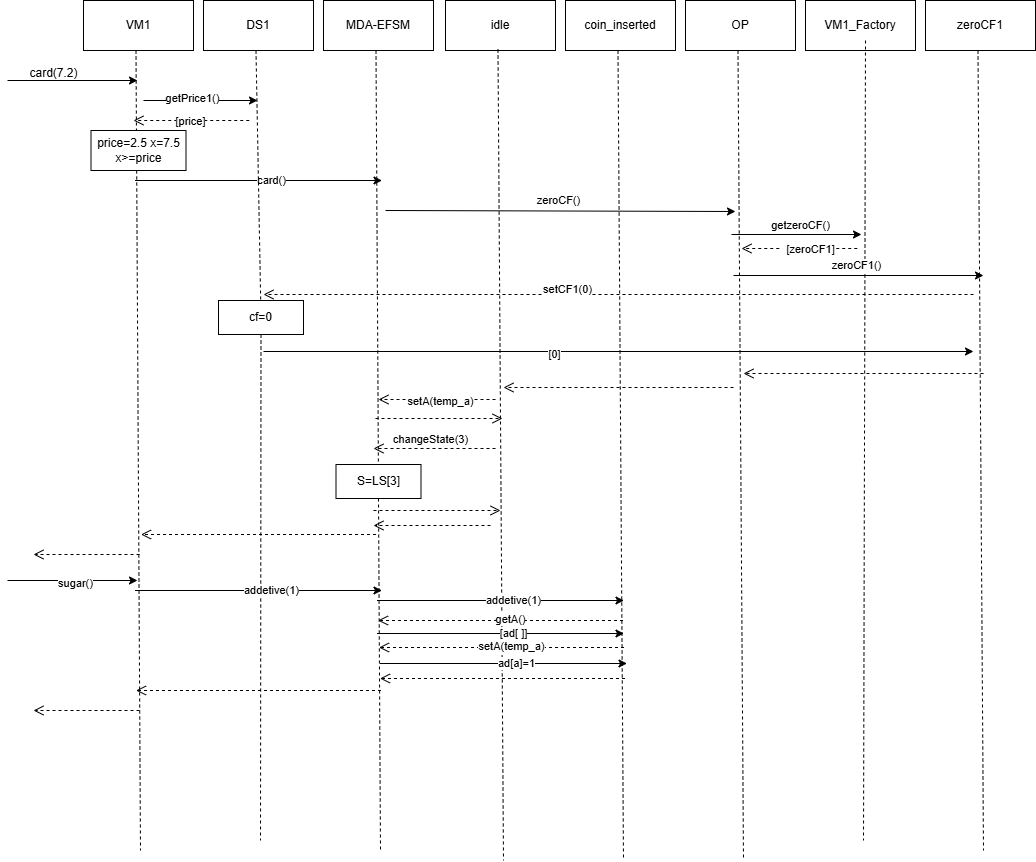 VM1
DS1
MDA-EFSM
idle
coin_inserted
OP
VM1_Factory
zeroCF1
card(7.2)
getPrice1()
[price]
price=2.5 x=7.5
x>=price
card()
zeroCF()
getzeroCF()
[zeroCF1]
zeroCF1()
setCF1(0)
cf=0
[0]
setA(temp_a)
changeState(3)
S=LS[3]
sugar()
addetive(1)
addetive(1)
getA()
[ad[ ]]
setA(temp_a)
ad[a]=1